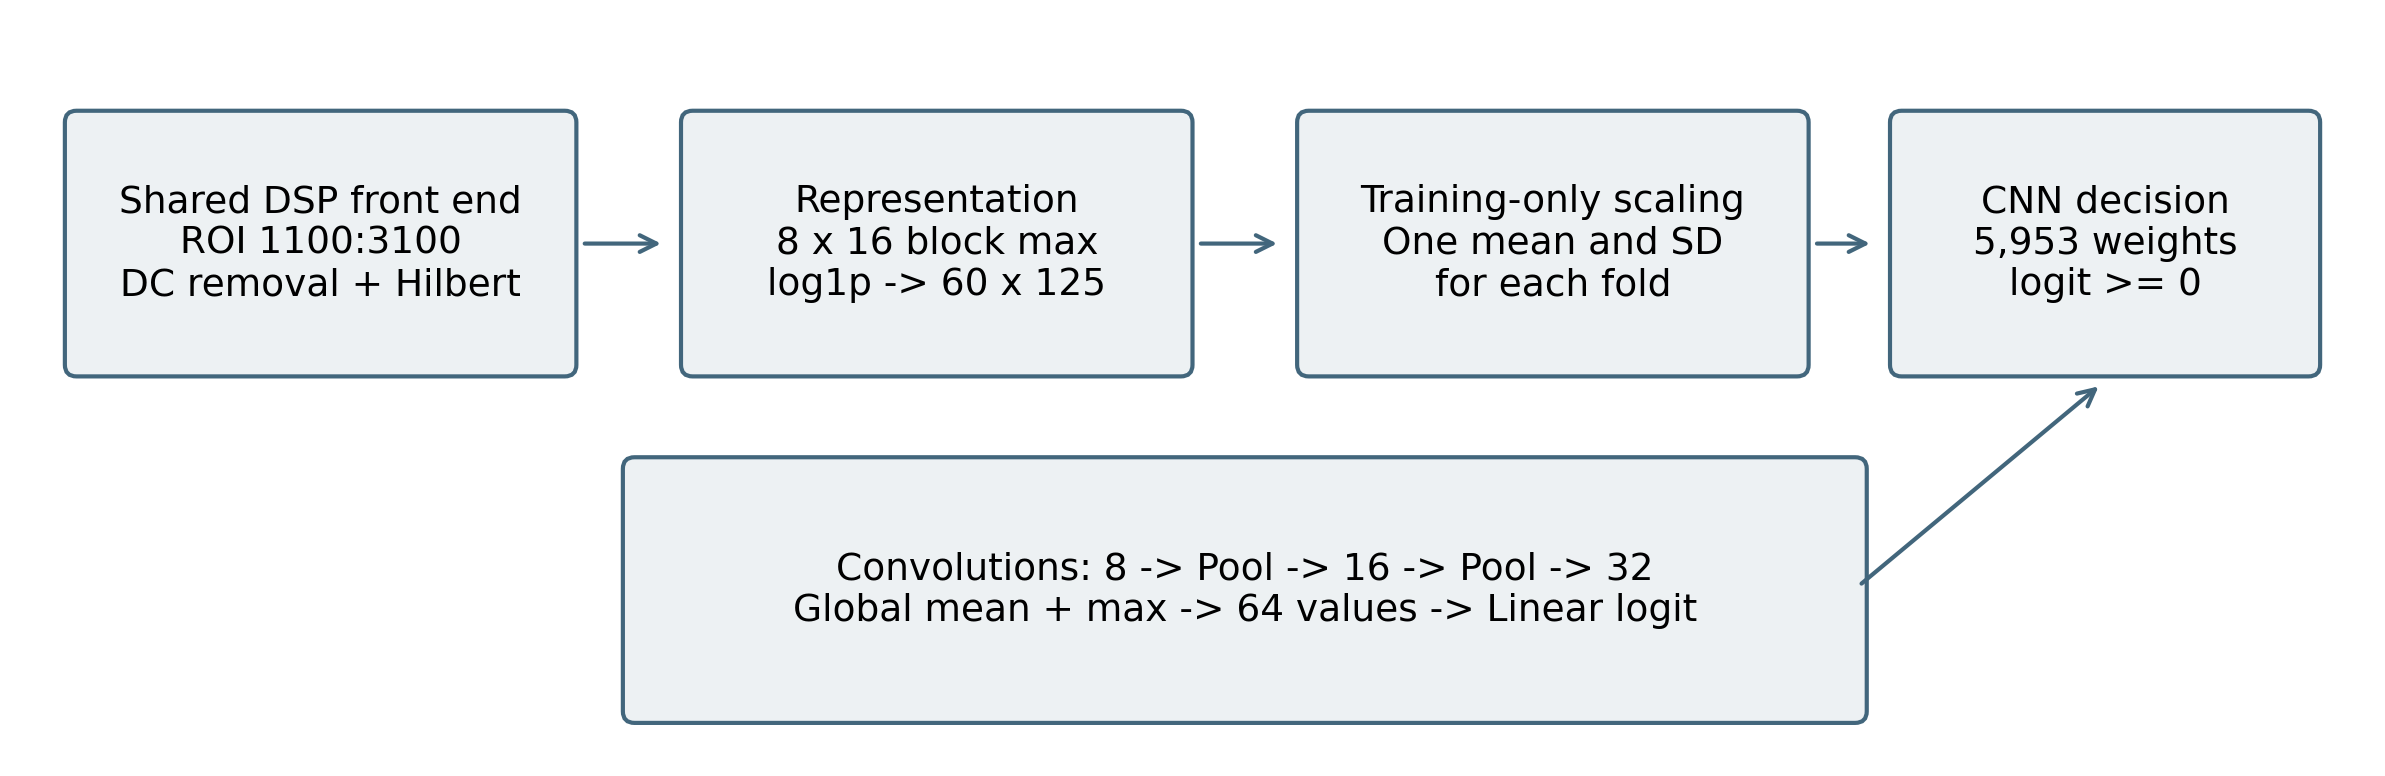 Shared DSP front end
ROI 1100:3100
DC removal + Hilbert
Representation
8 x 16 block max
log1p -> 60 x 125
Training-only scaling
One mean and SD
for each fold
CNN decision
5,953 weights
logit >= 0
Convolutions: 8 -> Pool -> 16 -> Pool -> 32
Global mean + max -> 64 values -> Linear logit